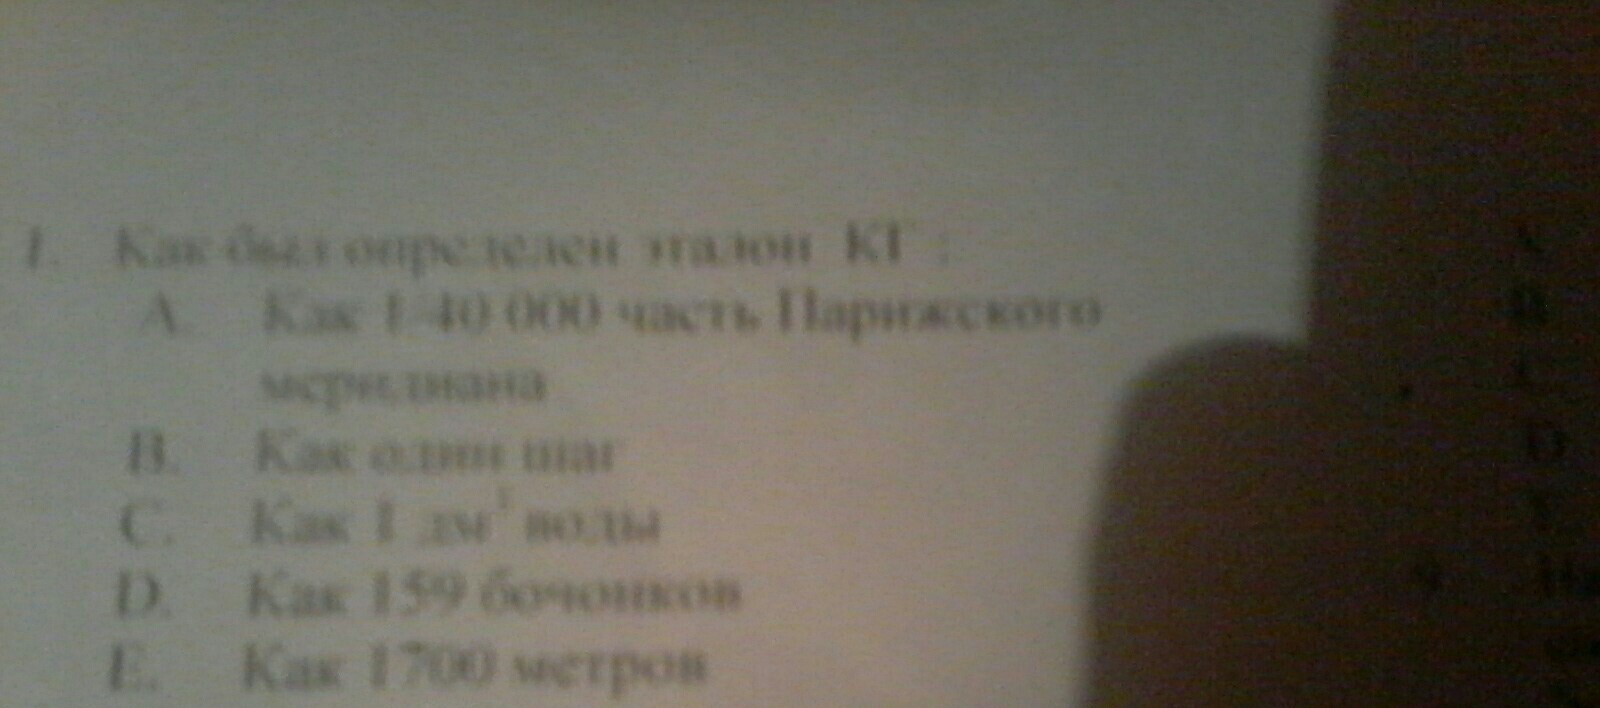 1. Как был определен эталон КГ :
A. Как 1/40 000 часть Парижского
меридиана
B. Как один шаг
C. Как 1 дм³ воды
D. Как 159 бочонков
E. Как 1700 метров
D
9.